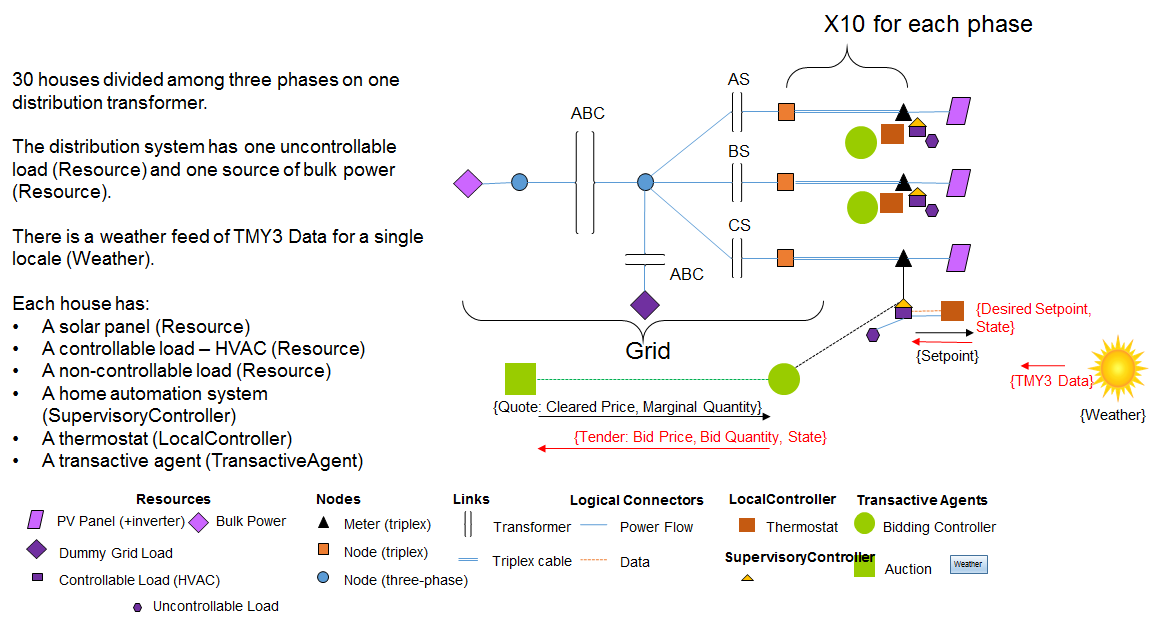 X10 for each phase
30 houses divided among three phases on one
distribution transformer.
The distribution system has one uncontrollable
load (Resource) and one source of bulk power
(Resource).
There is a weather feed of TMY3 Data for a single
locale (Weather).
Each house has:
• A solar panel (Resource)
• A controllable load – HVAC (Resource)
• A non-controllable load (Resource)
• A home automation system
(SupervisoryController)
• A thermostat (LocalController)
• A transactive agent (TransactiveAgent)
ABC
AS
BS
CS
ABC
Grid
{Desired Setpoint,
State}
{Setpoint}
{TMY3 Data}
{Weather}
{Quote: Cleared Price, Marginal Quantity}
{Tender: Bid Price, Bid Quantity, State}
Resources
PV Panel (+inverter)
Bulk Power
Dummy Grid Load
Controllable Load (HVAC)
Uncontrollable Load
Nodes
Meter (triplex)
Node (triplex)
Node (three-phase)
Links
Transformer
Triplex cable
Logical Connectors
Power Flow
Data
LocalController
Thermostat
SupervisoryController
Transactive Agents
Bidding Controller
Auction
Weather